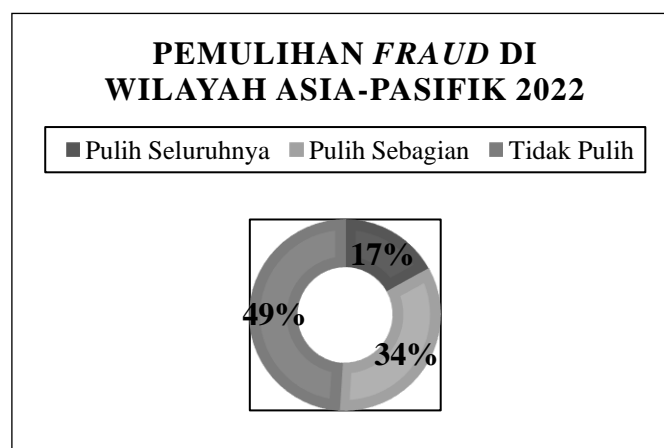 PEMULIHAN FRAUD DI
WILAYAH ASIA-PASIFIK 2022
Pulih Seluruhnya Pulih Sebagian Tidak Pulih
17%
49%
34%